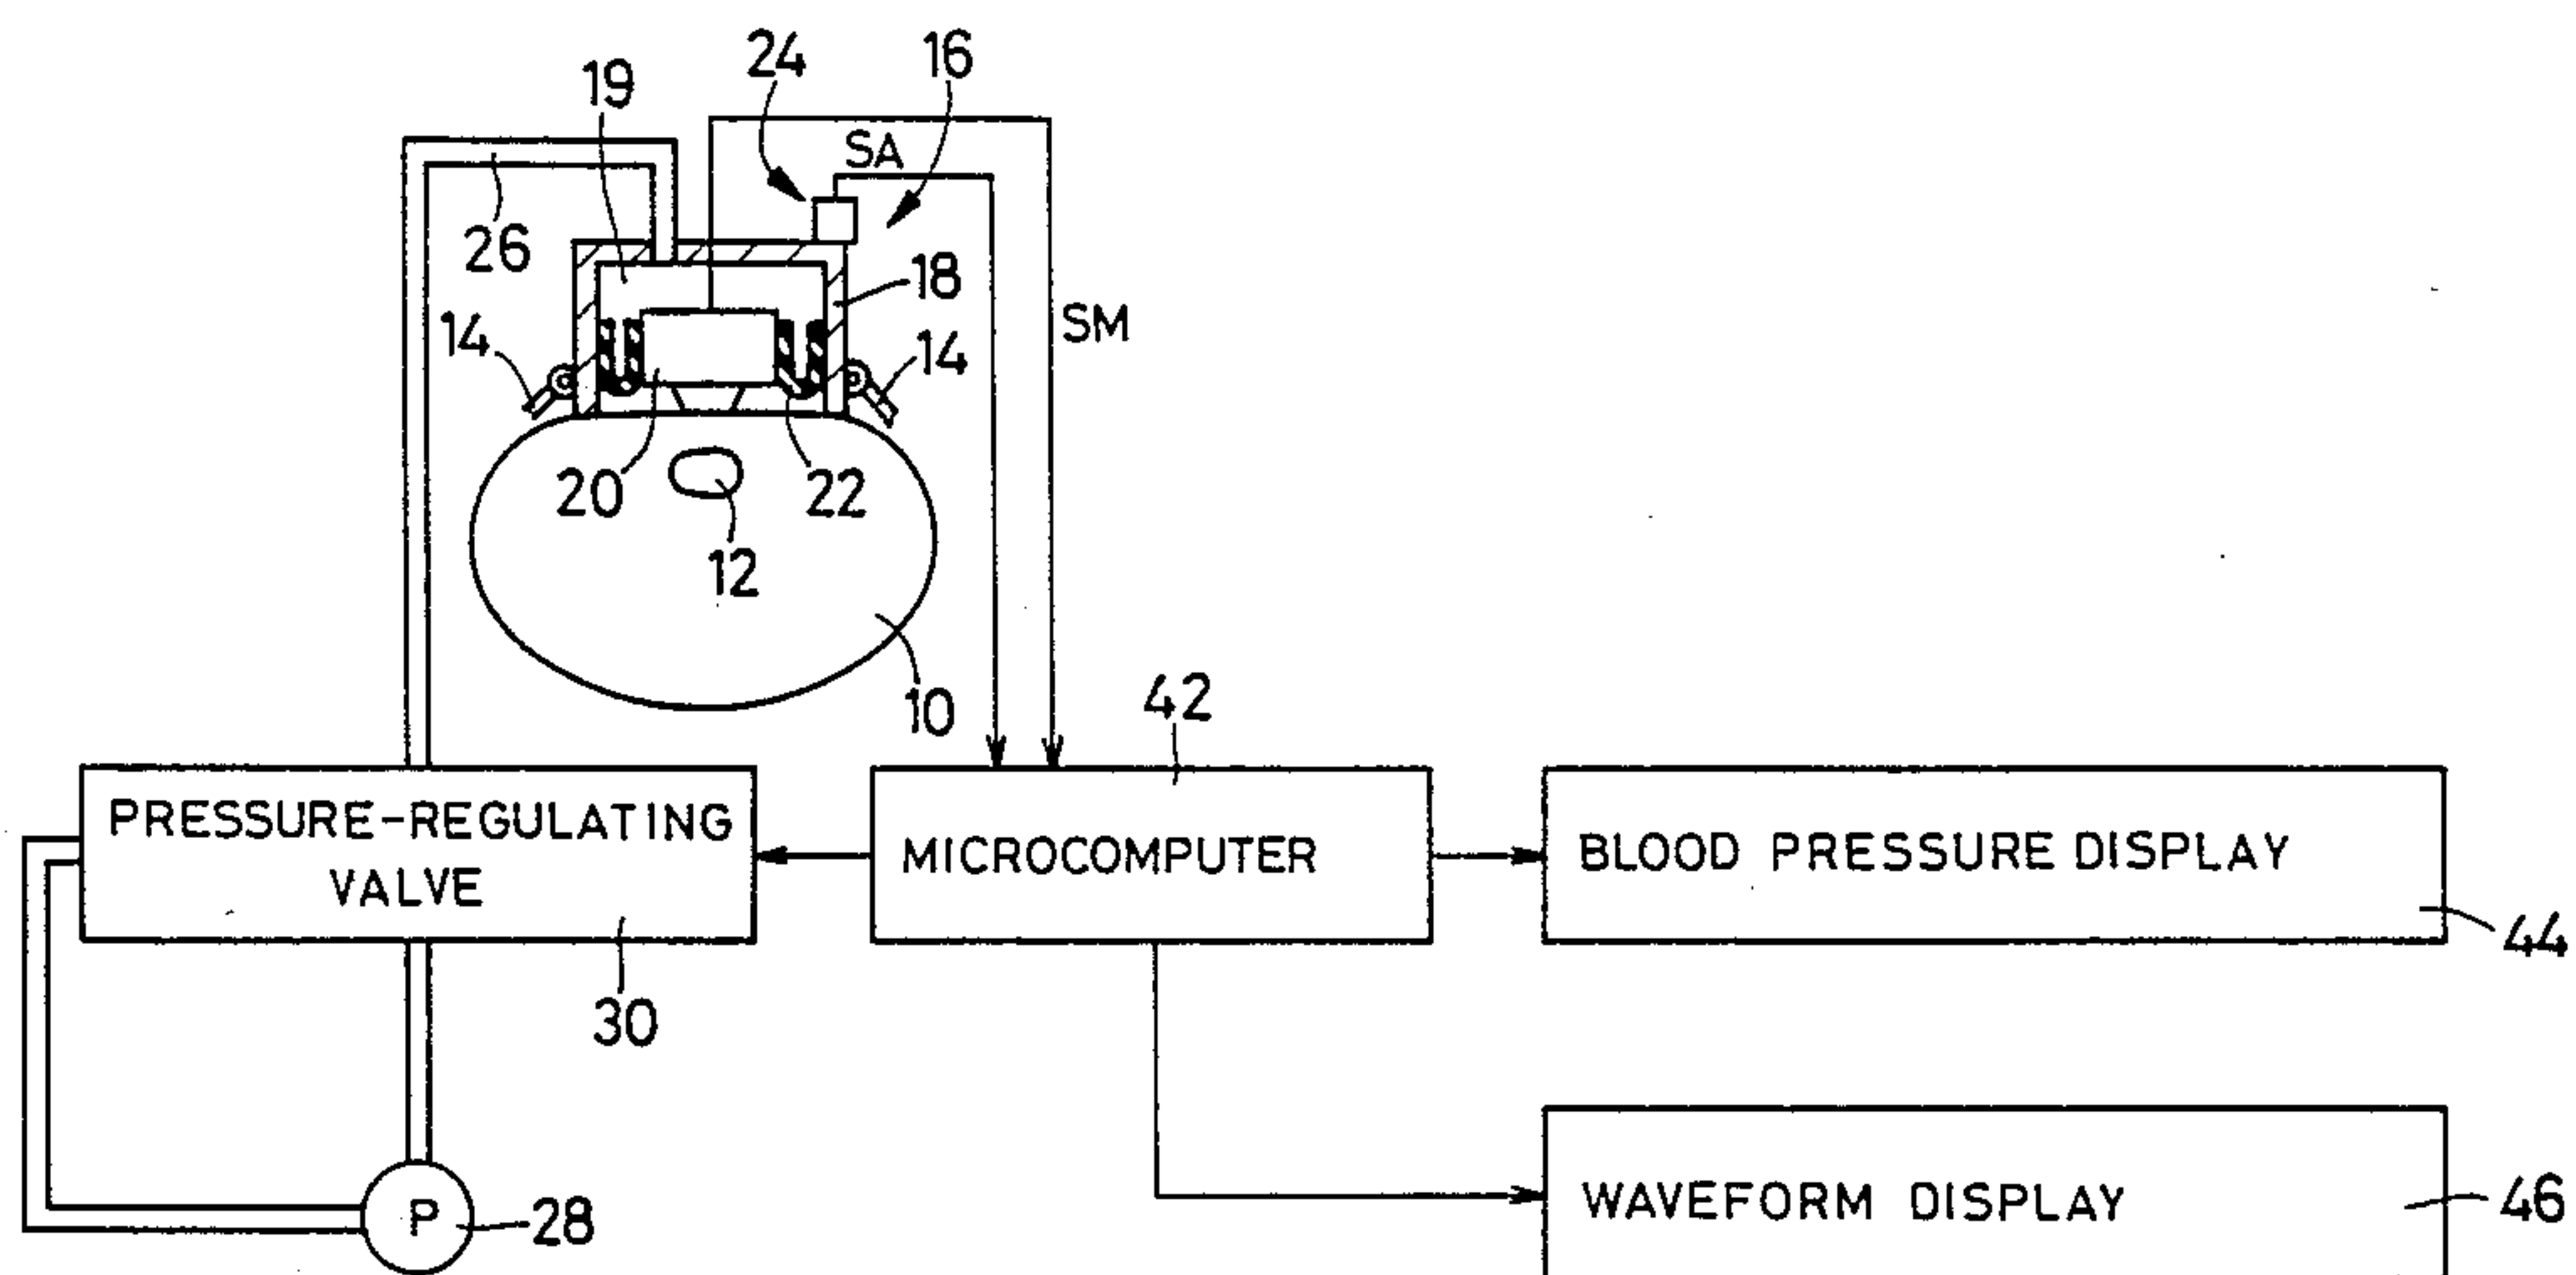 24
16
19
SA
26
18
14
SM
14
20
22
12
10
42
PRESSURE-REGULATING
VALVE
MICROCOMPUTER
BLOOD PRESSURE DISPLAY
44
30
P
28
WAVEFORM DISPLAY
46